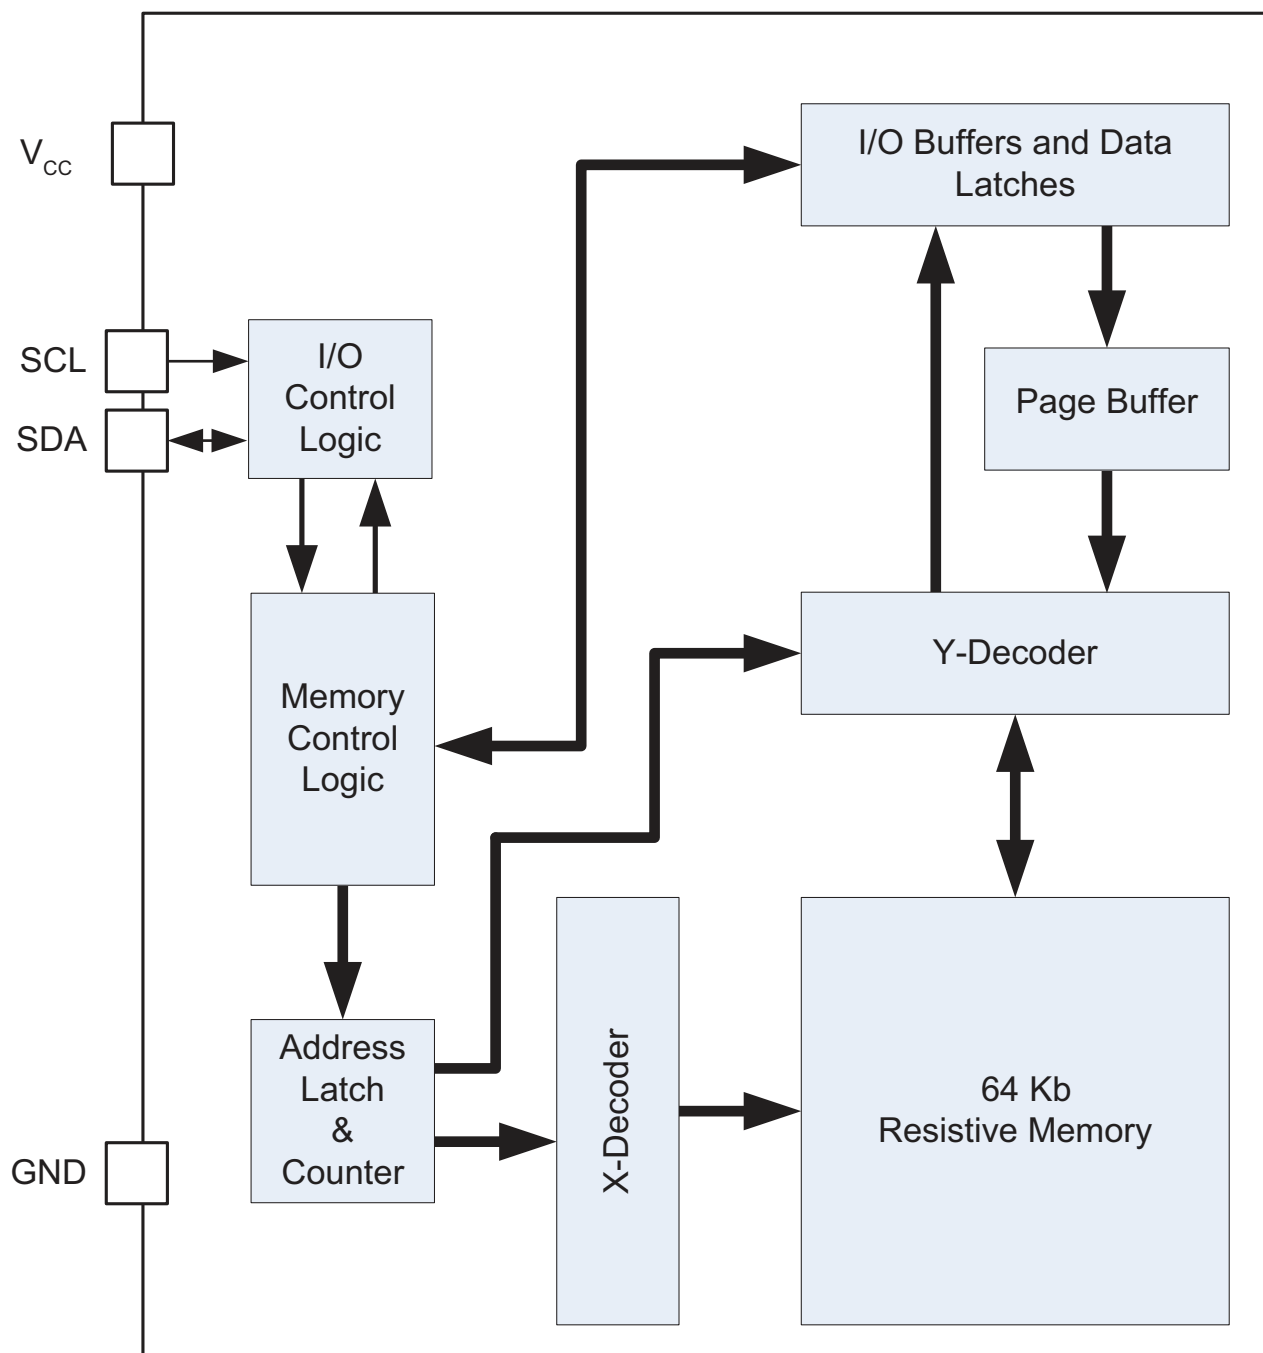 V_CC
I/O Buffers and Data
Latches
SCL
SDA
I/O
Control
Logic
Page Buffer
Y-Decoder
Memory
Control
Logic
Address
Latch
&
Counter
X-Decoder
64 Kb
Resistive Memory
GND